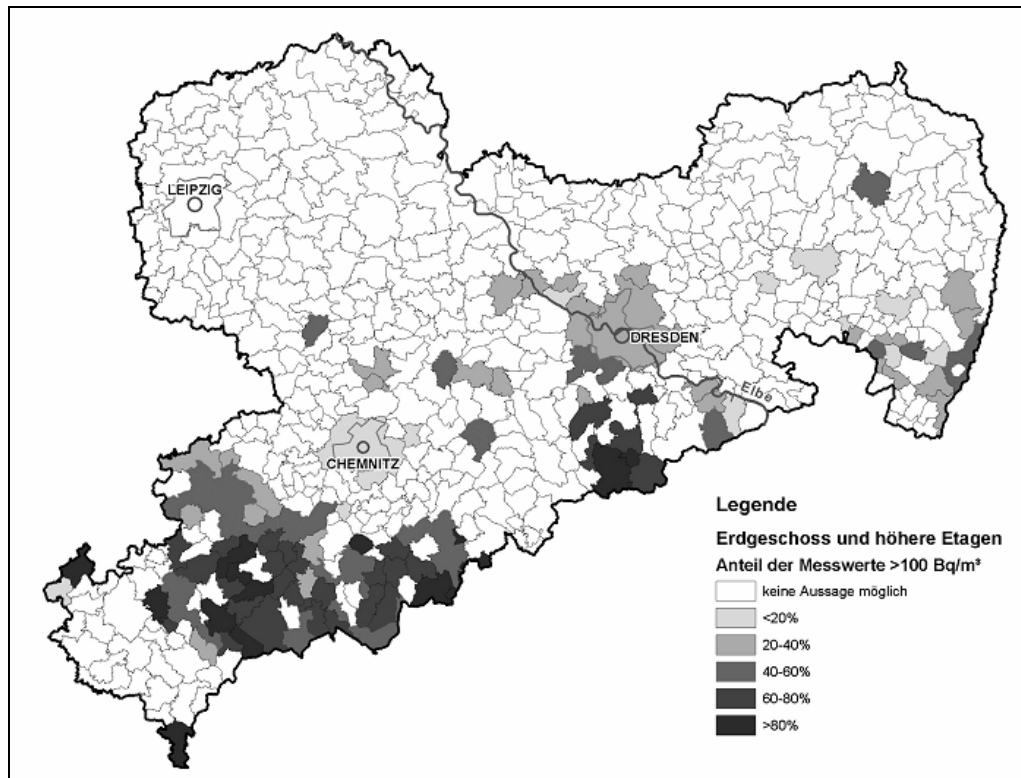 LEIPZIG
DRESDEN
Elbe
CHEMNITZ
Legende
Erdgeschoss und höhere Etagen
Anteil der Messwerte >100 Bq/m³
keine Aussage möglich
<20%
20-40%
40-60%
60-80%
>80%